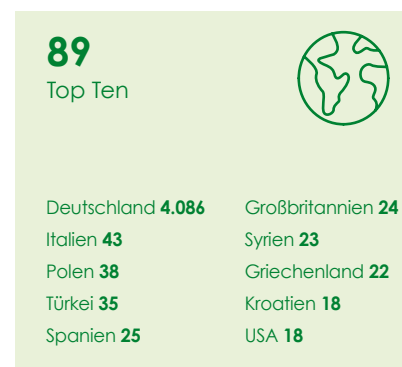 89
Top Ten
Deutschland 4.086
Italien 43
Polen 38
Türkei 35
Spanien 25
Großbritannien 24
Syrien 23
Griechenland 22
Kroatien 18
USA 18